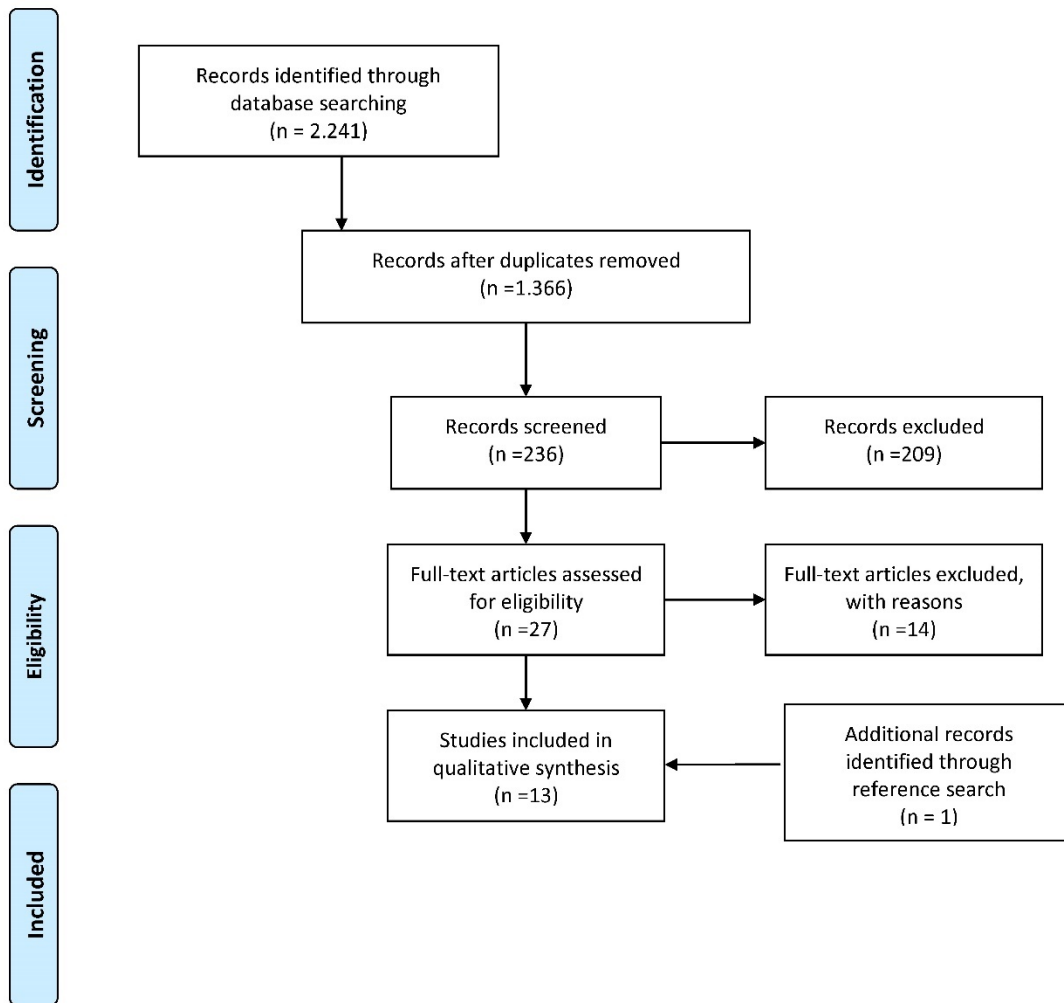 Identification
Records identified through
database searching
(n = 2.241)
Records after duplicates removed
(n =1.366)
Screening
Records screened
(n =236)
Records excluded
(n =209)
Eligibility
Full-text articles assessed
for eligibility
(n =27)
Full-text articles excluded,
with reasons
(n =14)
Studies included in
qualitative synthesis
(n =13)
Additional records
identified through
reference search
(n = 1)
Included